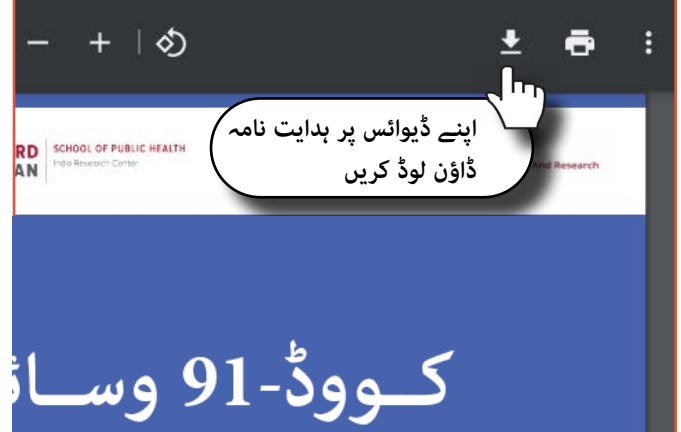 RD
AN
SCHOOL OF PUBLIC HEALTH
India Research Center
And Research
اپنے ڈیوائس پر ہدایت نامہ
ڈاؤن لوڈ کریں
کووڈ-91